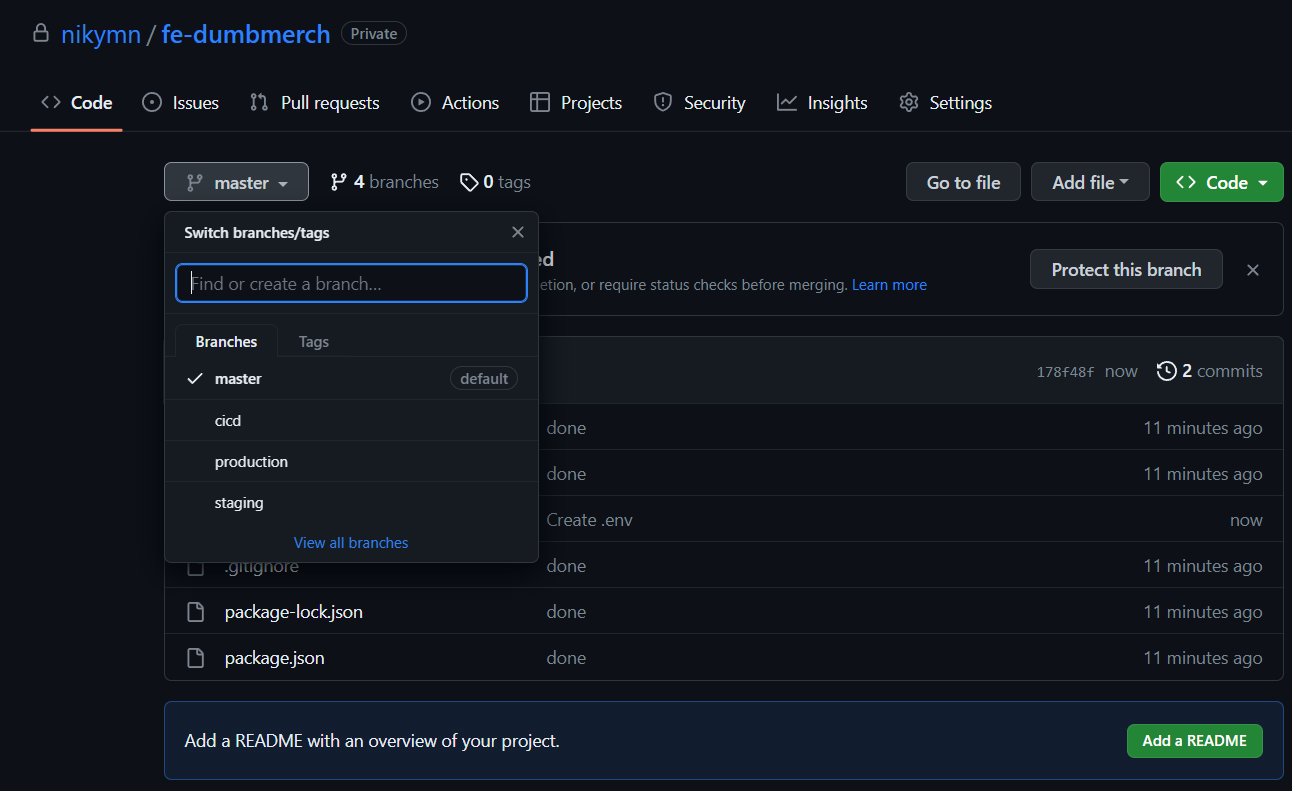 nikymn / fe-dumbmerch Private
Code Issues Pull requests Actions Projects Security Insights Settings
master 4 branches 0 tags Go to file Add file Code
Switch branches/tags
ed
Find or create a branch...
etion, or require status checks before merging. Learn more
Protect this branch
Branches Tags
master default
178f48f now 2 commits
cicd
done 11 minutes ago
production
done 11 minutes ago
staging
Create .env now
View all branches
.gitignore done 11 minutes ago
package-lock.json done 11 minutes ago
package.json done 11 minutes ago
Add a README with an overview of your project. Add a README